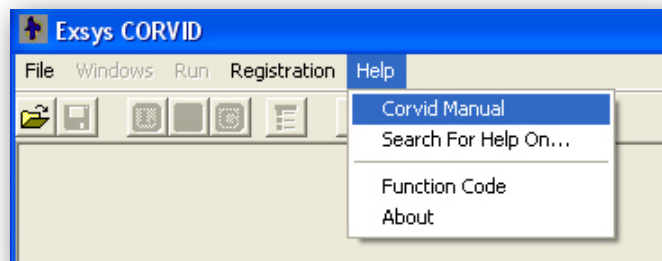 Exsys CORVID
File Windows Run Registration Help
Corvid Manual
Search For Help On...
Function Code
About